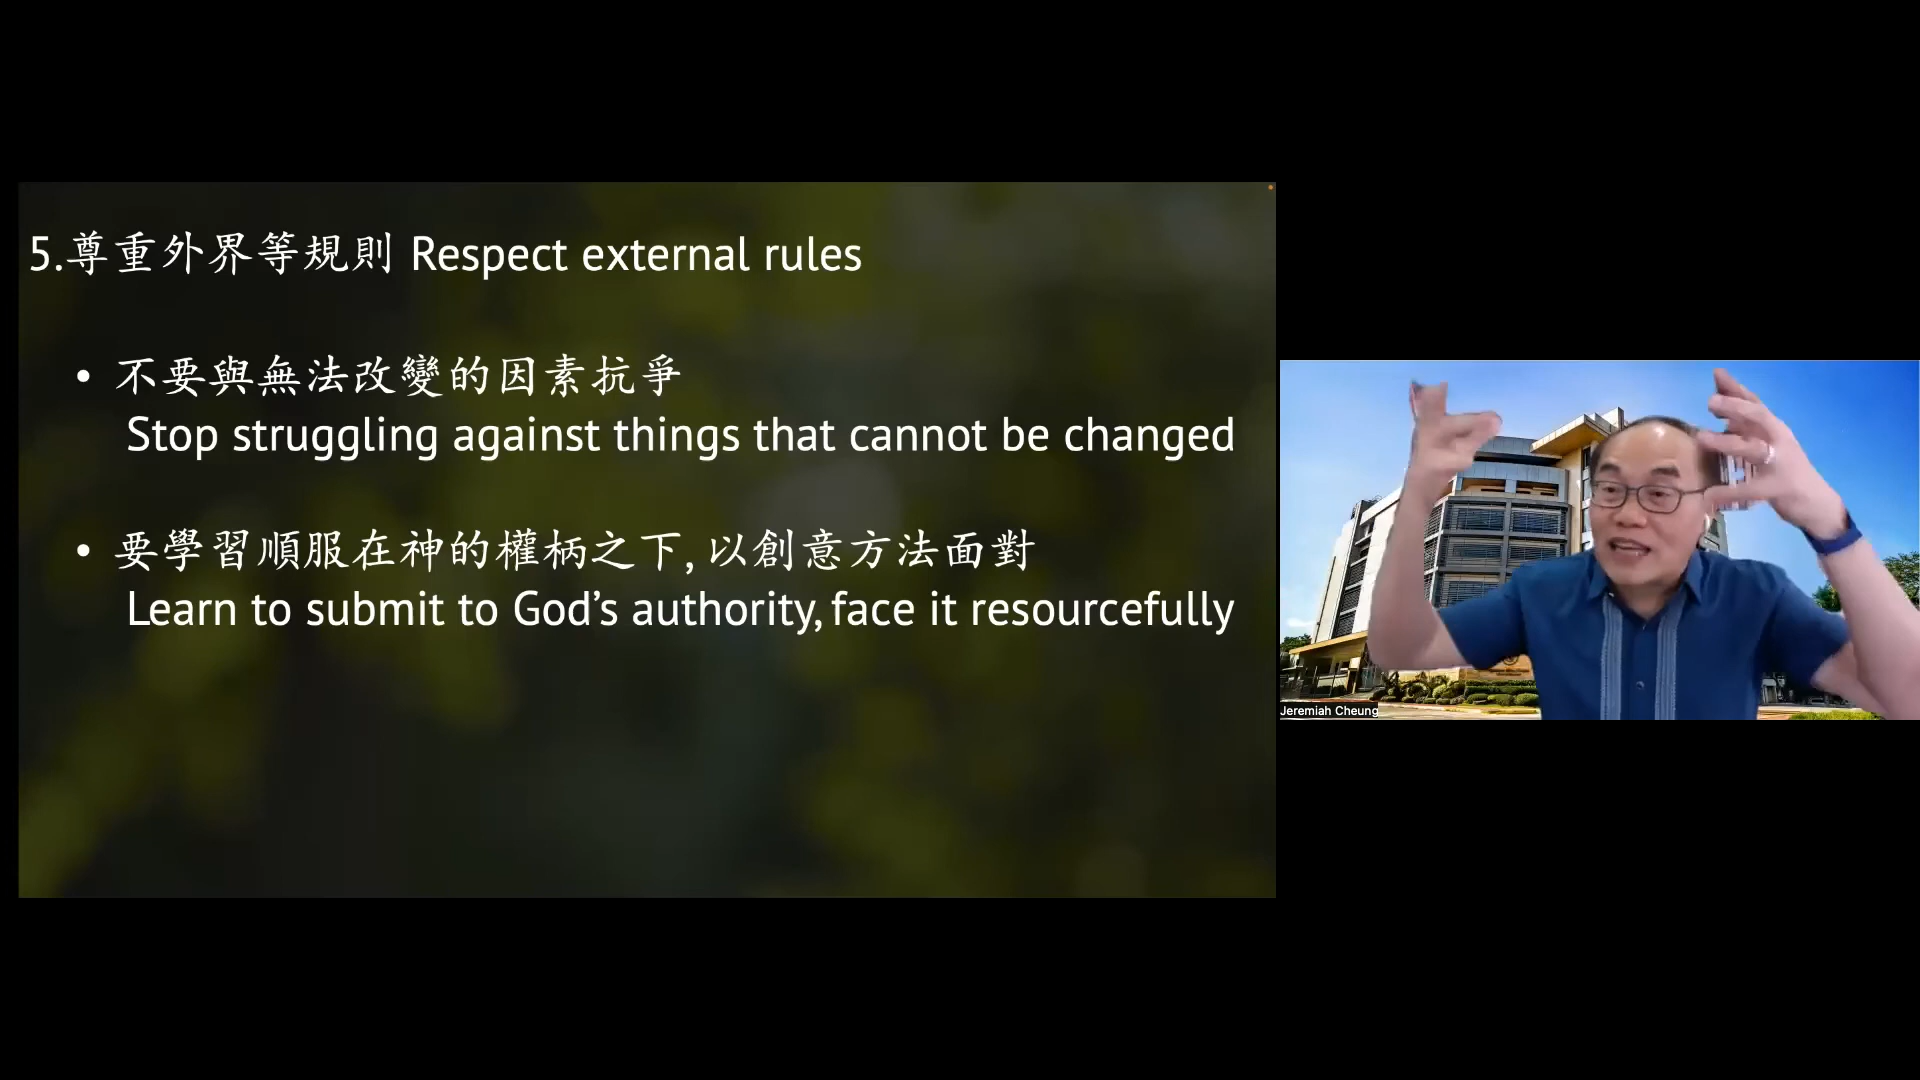 5.尊重外界等規則 Respect external rules
• 不要與無法改變的因素抗爭
Stop struggling against things that cannot be changed
• 要學習順服在神的權柄之下, 以創意方法面對
Learn to submit to God’s authority, face it resourcefully
Jeremiah Cheung